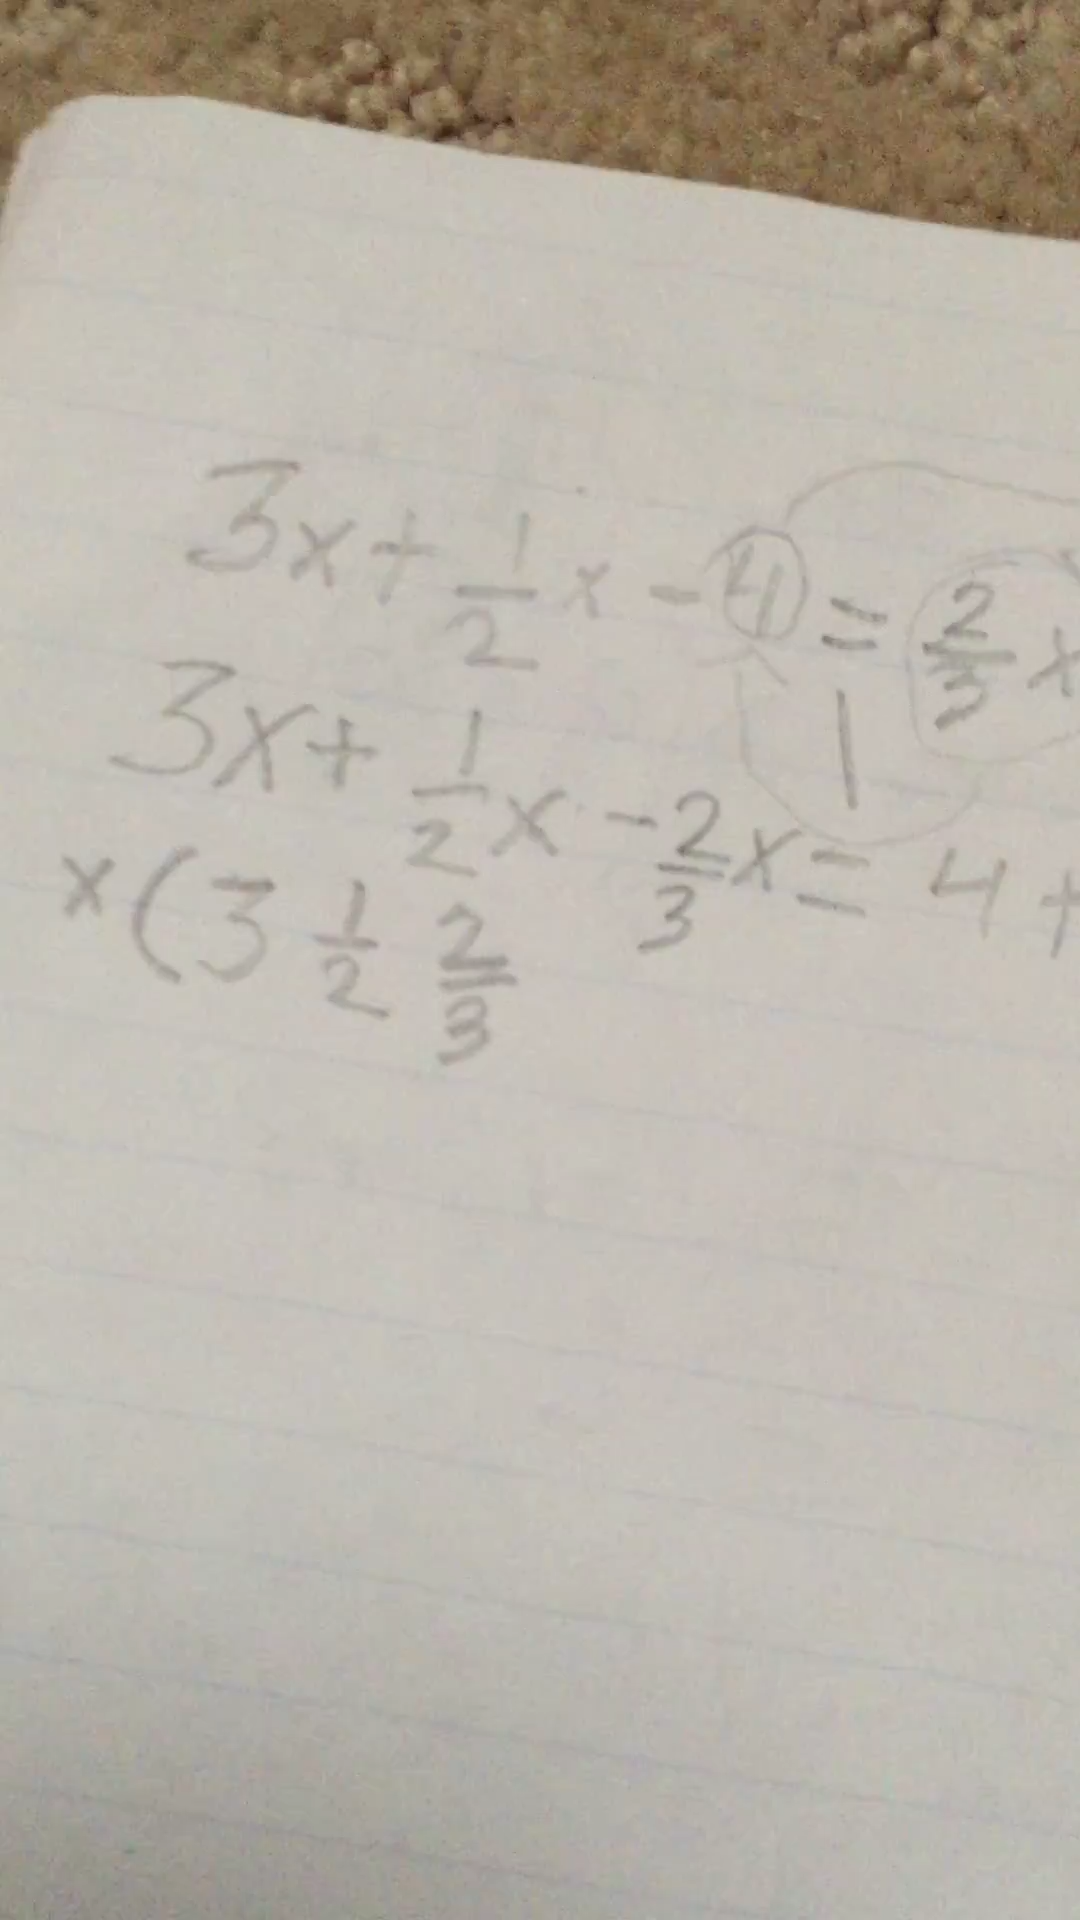 3x + 1/2 x - 4 = 2/3 x
3x + 1/2 x - 2/3 x = 4 +
x ( 3 1/2 2/3